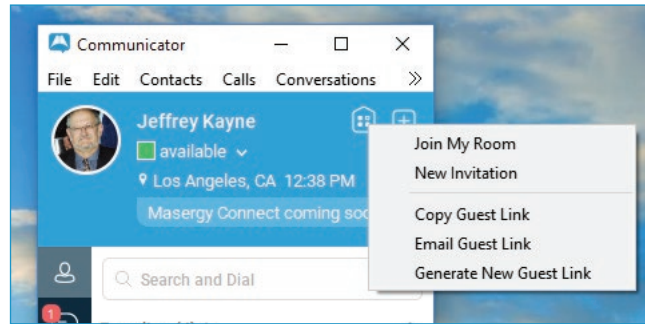 Communicator
File Edit Contacts Calls Conversations »
Jeffrey Kayne
available
Los Angeles, CA 12:38 PM
Masergy Connect coming
Search and Dial
1
Join My Room
New Invitation
Copy Guest Link
Email Guest Link
Generate New Guest Link